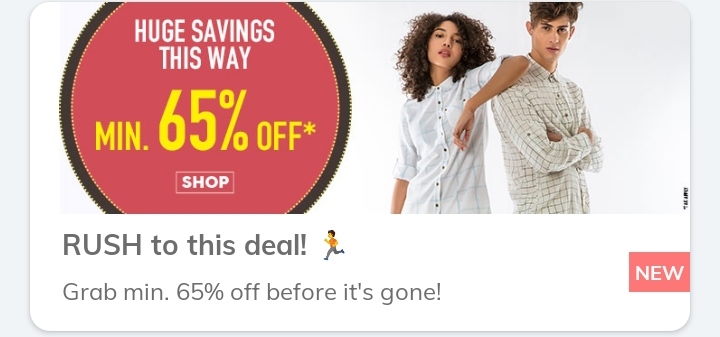 HUGE SAVINGS
THIS WAY
MIN. 65% OFF*
SHOP
RUSH to this deal! 🏃
NEW
Grab min. 65% off before it's gone!